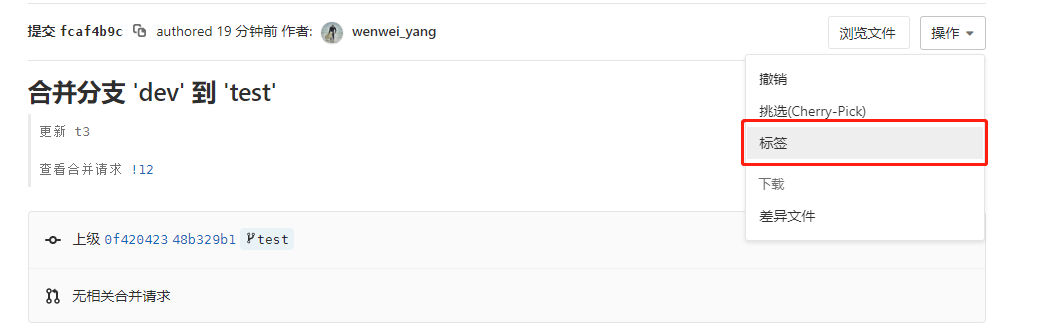 提交 fcaf4b9c authored 19 分钟前 作者: wenwei_yang 浏览文件 操作
合并分支 'dev' 到 'test'
更新 t3
查看合并请求 !12
撤销
挑选(Cherry-Pick)
标签
下载
差异文件
上级 0f420423 48b329b1 test
无相关合并请求